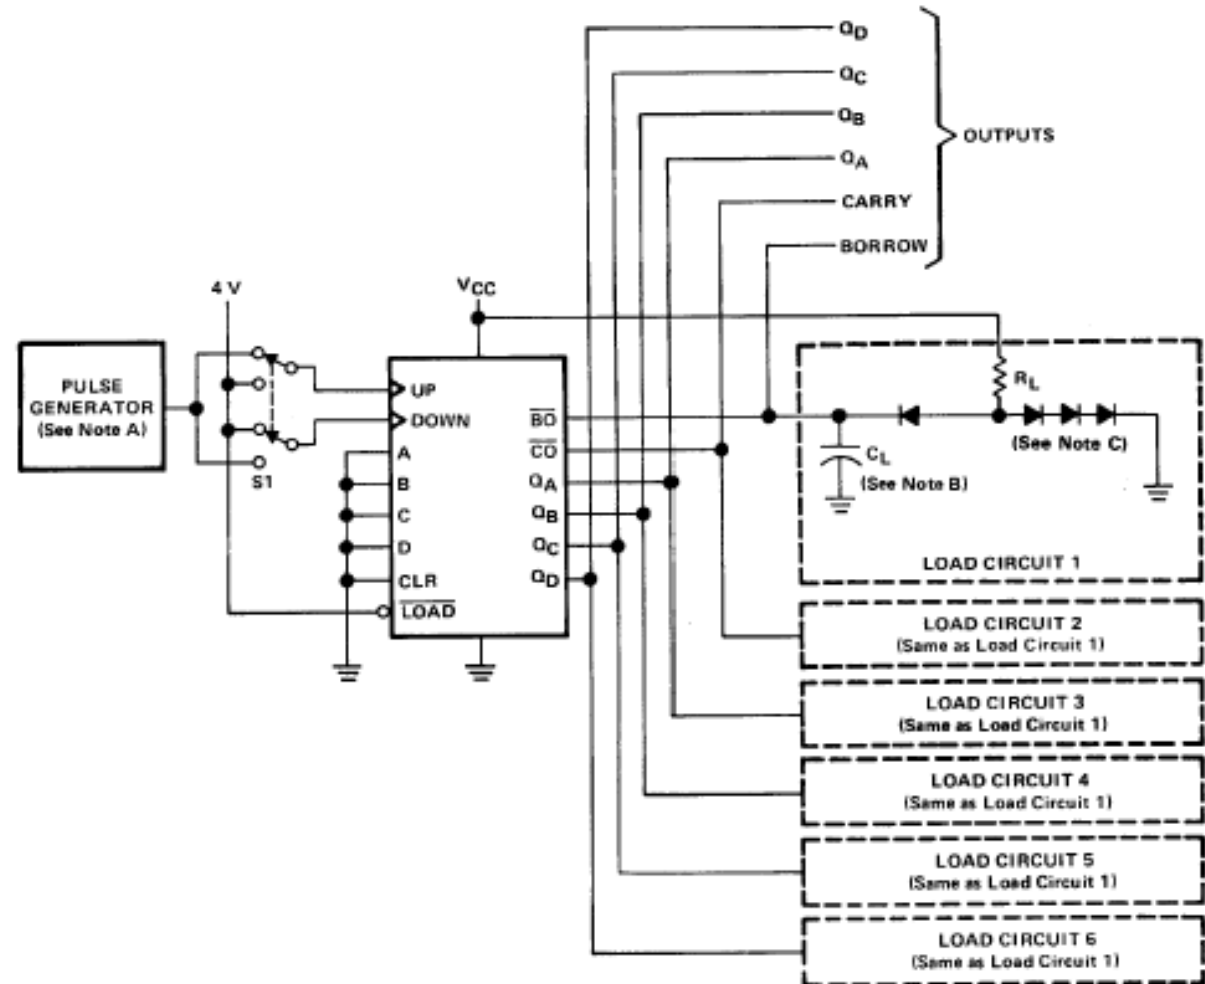 QD
QC
QB
QA
CARRY
BORROW
OUTPUTS
4 V
VCC
PULSE
GENERATOR
(See Note A)
S1
UP
DOWN
A
B
C
D
CLR
LOAD
BO
CO
QA
QB
QC
QD
RL
CL
(See Note B)
(See Note C)
LOAD CIRCUIT 1
LOAD CIRCUIT 2
(Same as Load Circuit 1)
LOAD CIRCUIT 3
(Same as Load Circuit 1)
LOAD CIRCUIT 4
(Same as Load Circuit 1)
LOAD CIRCUIT 5
(Same as Load Circuit 1)
LOAD CIRCUIT 6
(Same as Load Circuit 1)